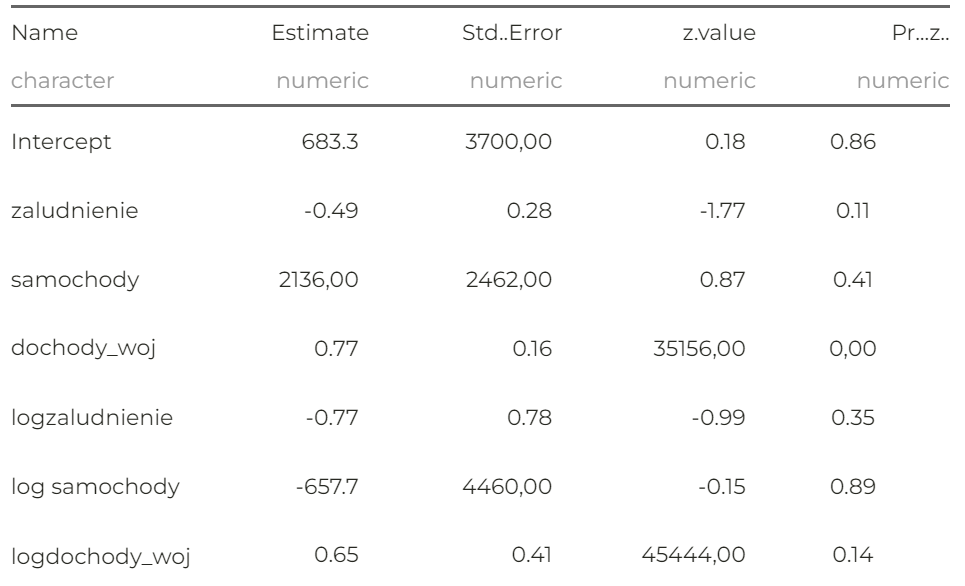 Name Estimate Std..Error z.value Pr...z..
character numeric numeric numeric numeric
Intercept 683.3 3700,00 0.18 0.86
zaludnienie -0.49 0.28 -1.77 0.11
samochody 2136,00 2462,00 0.87 0.41
dochody_woj 0.77 0.16 35156,00 0,00
logzaludnienie -0.77 0.78 -0.99 0.35
log samochody -657.7 4460,00 -0.15 0.89
logdochody_woj 0.65 0.41 45444,00 0.14